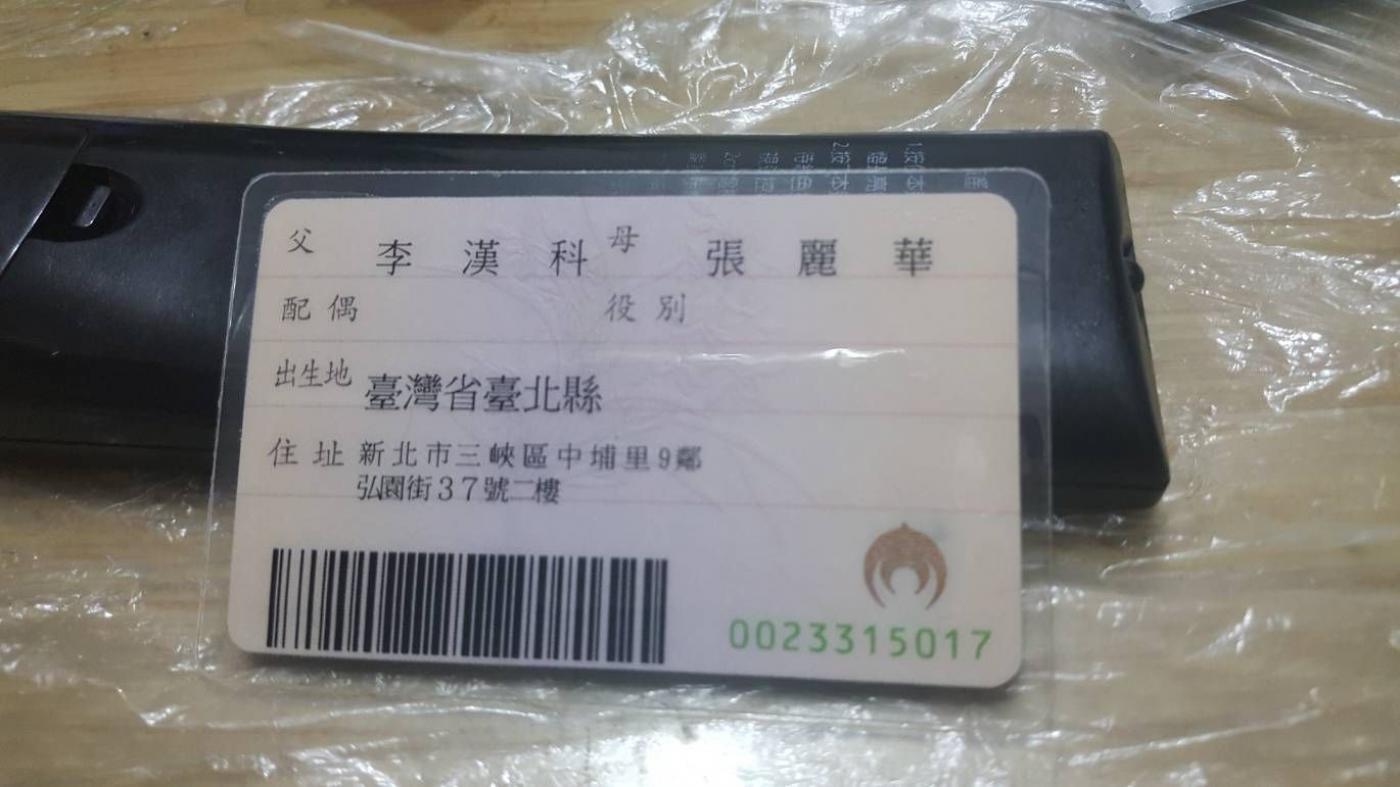 父 李漢科 母 張麗華
配偶 役別
出生地 臺灣省臺北縣
住址 新北市三峽區中埔里9鄰
弘園街37號二樓
0023315017